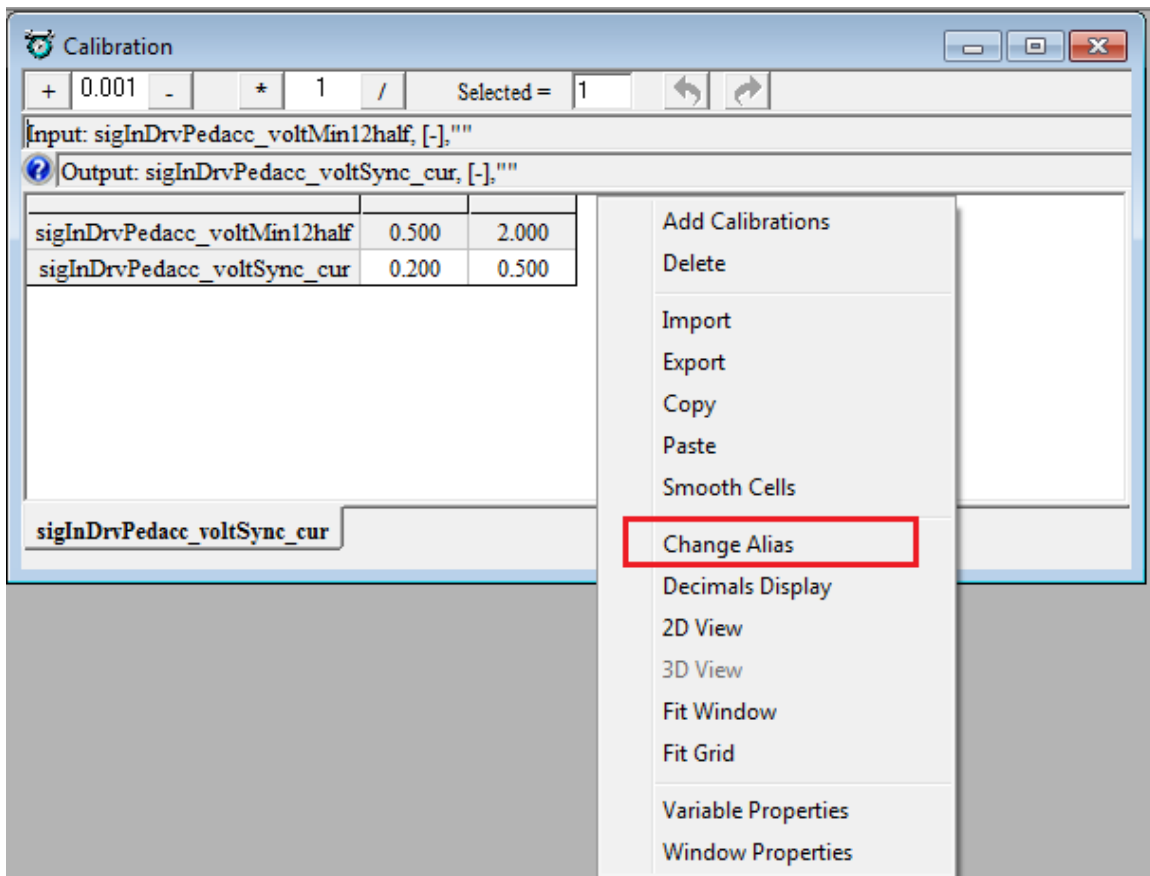 Calibration
+ 0.001 - * 1 / Selected = 1
Input: sigInDrvPedacc_voltMin12half, [-],""
Output: sigInDrvPedacc_voltSync_cur, [-],""
sigInDrvPedacc_voltMin12half 0.500 2.000
sigInDrvPedacc_voltSync_cur 0.200 0.500
sigInDrvPedacc_voltSync_cur
Add Calibrations
Delete
Import
Export
Copy
Paste
Smooth Cells
Change Alias
Decimals Display
2D View
3D View
Fit Window
Fit Grid
Variable Properties
Window Properties